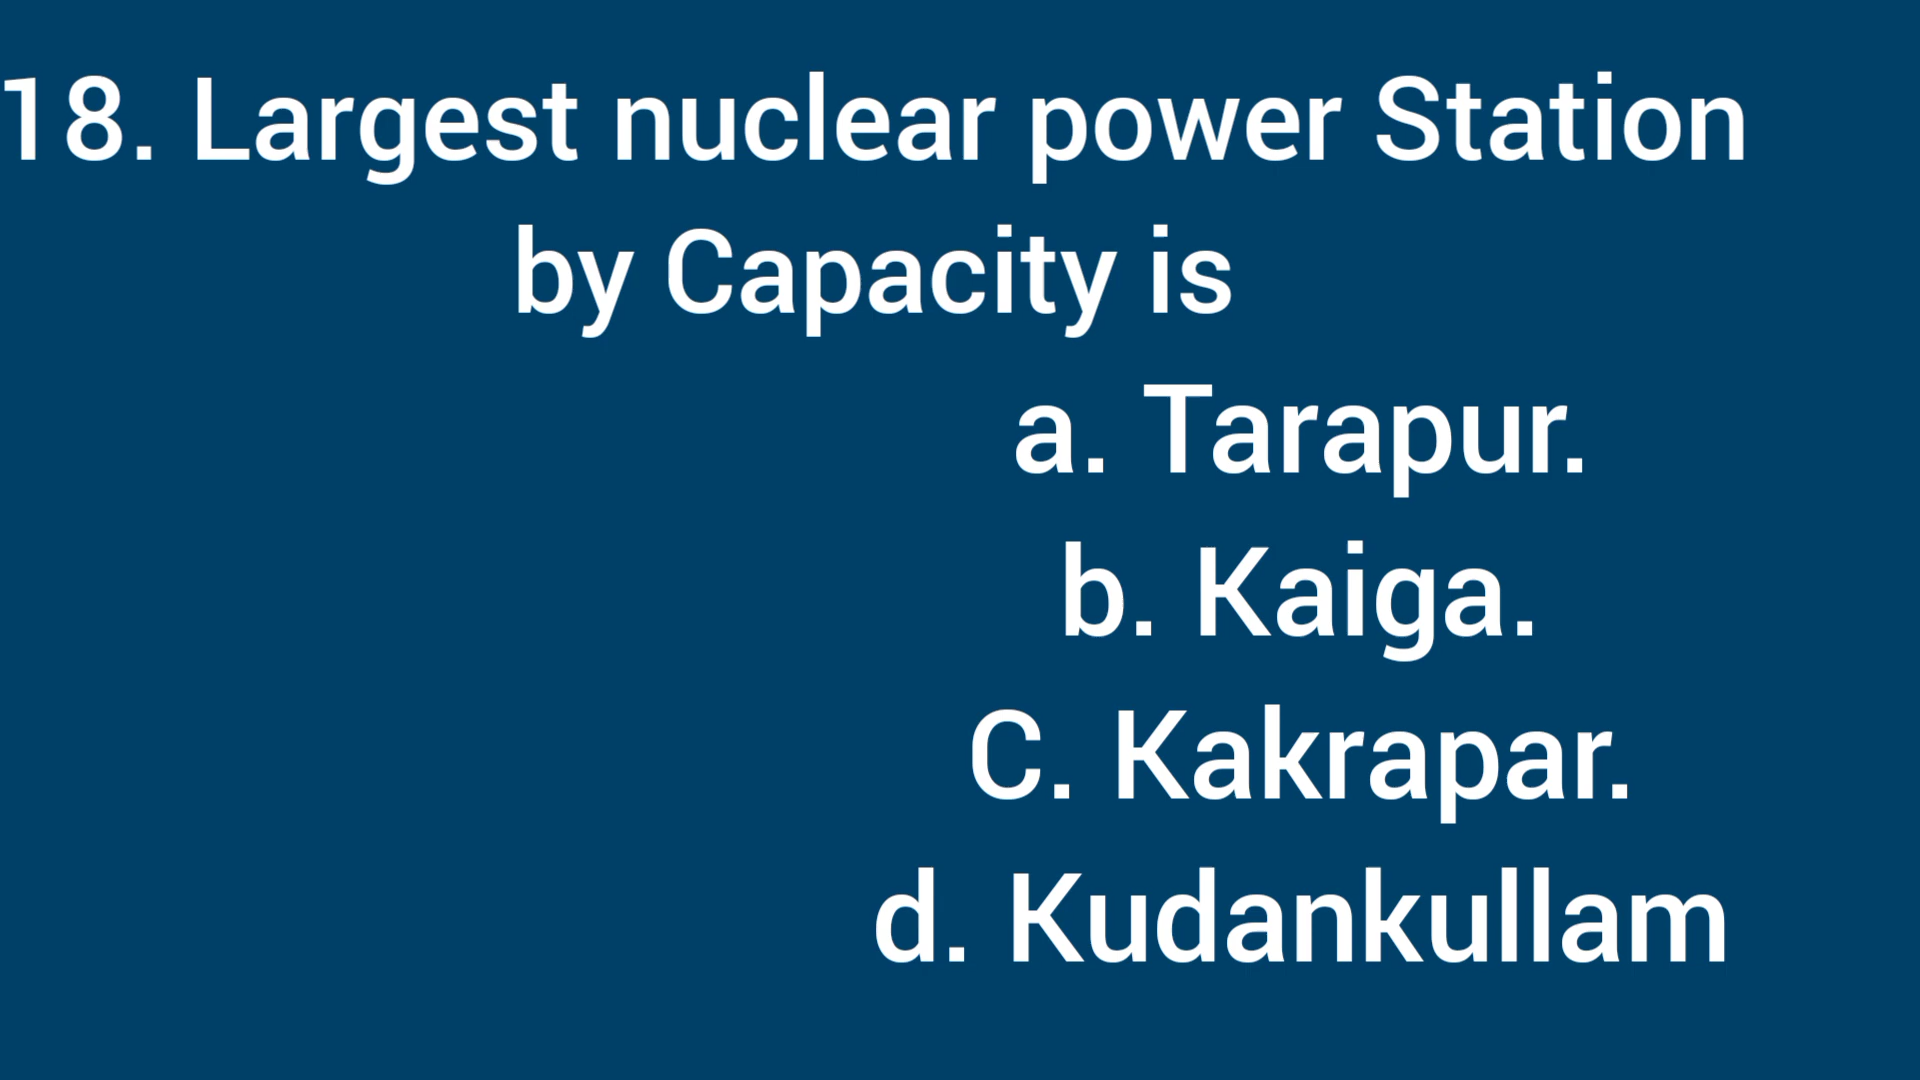 18. Largest nuclear power Station
by Capacity is
a. Tarapur.
b. Kaiga.
C. Kakrapar.
d. Kudankullam